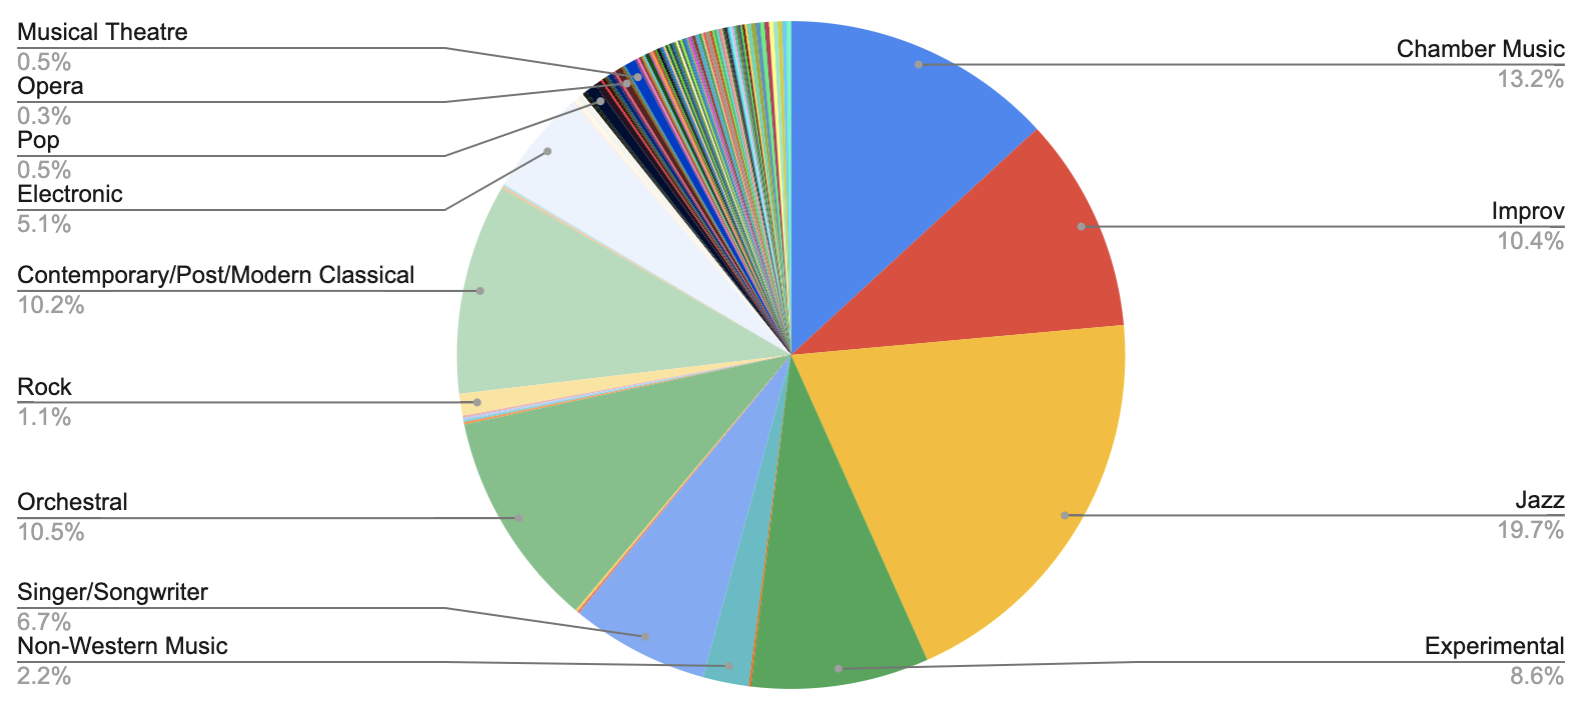 Musical Theatre
0.5%
Opera
0.3%
Pop
0.5%
Electronic
5.1%
Contemporary/Post/Modern Classical
10.2%
Rock
1.1%
Orchestral
10.5%
Singer/Songwriter
6.7%
Non-Western Music
2.2%
Chamber Music
13.2%
Improv
10.4%
Jazz
19.7%
Experimental
8.6%